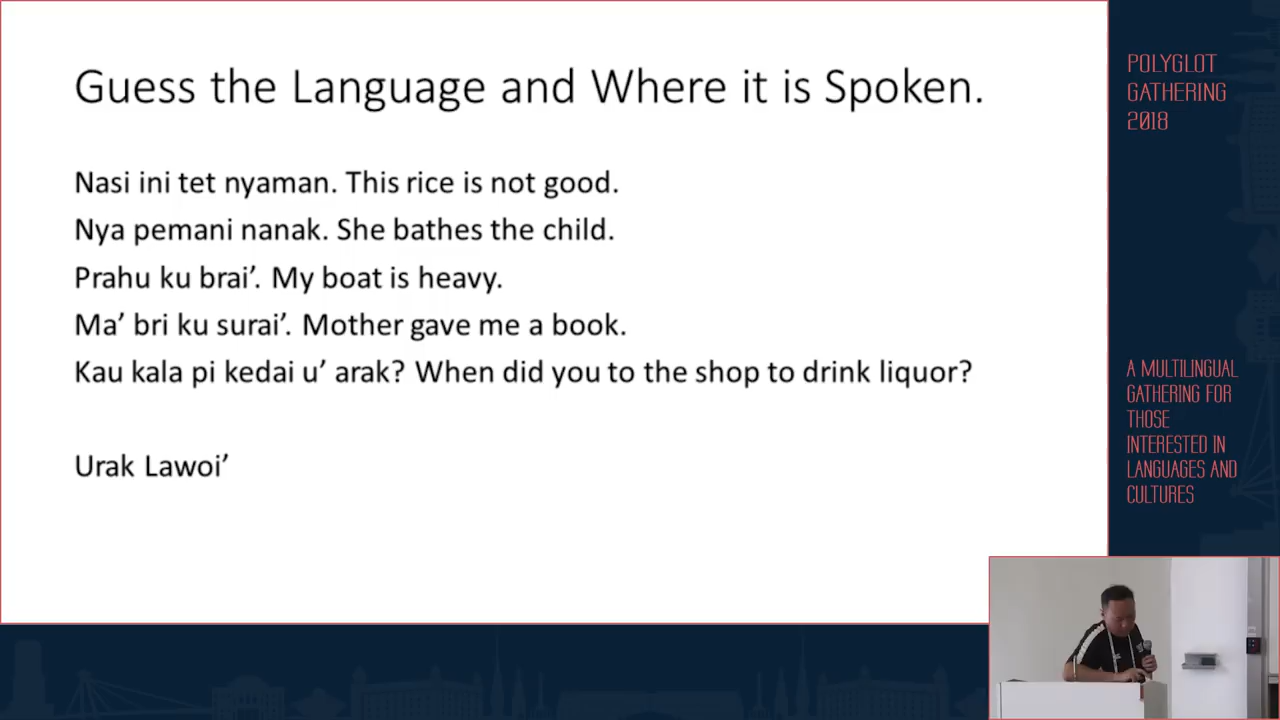 Guess the Language and Where it is Spoken.
Nasi ini tet nyaman. This rice is not good.
Nya pemani nanak. She bathes the child.
Prahu ku brai’. My boat is heavy.
Ma’ bri ku surai’. Mother gave me a book.
Kau kala pi kedai u’ arak? When did you to the shop to drink liquor?
Urak Lawoi’
POLYGLOT
GATHERING
2018
A MULTILINGUAL
GATHERING FOR
THOSE
INTERESTED IN
LANGUAGES AND
CULTURES